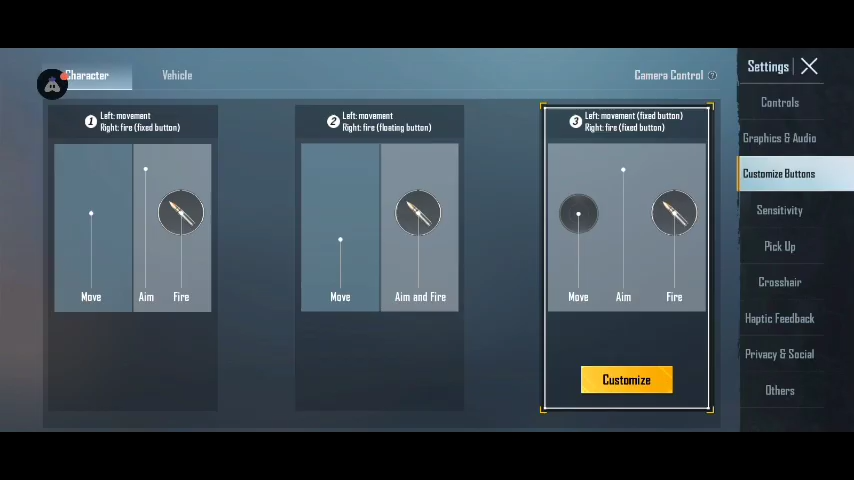 Character
Vehicle
Camera Control ?
Settings
1 Left: movement
Right: fire (fixed button)
Move
Aim
Fire
2 Left: movement
Right: fire (floating button)
Move
Aim and Fire
3 Left: movement (fixed button)
Right: fire (fixed button)
Move
Aim
Fire
Customize
Controls
Graphics & Audio
Customize Buttons
Sensitivity
Pick Up
Crosshair
Haptic Feedback
Privacy & Social
Others